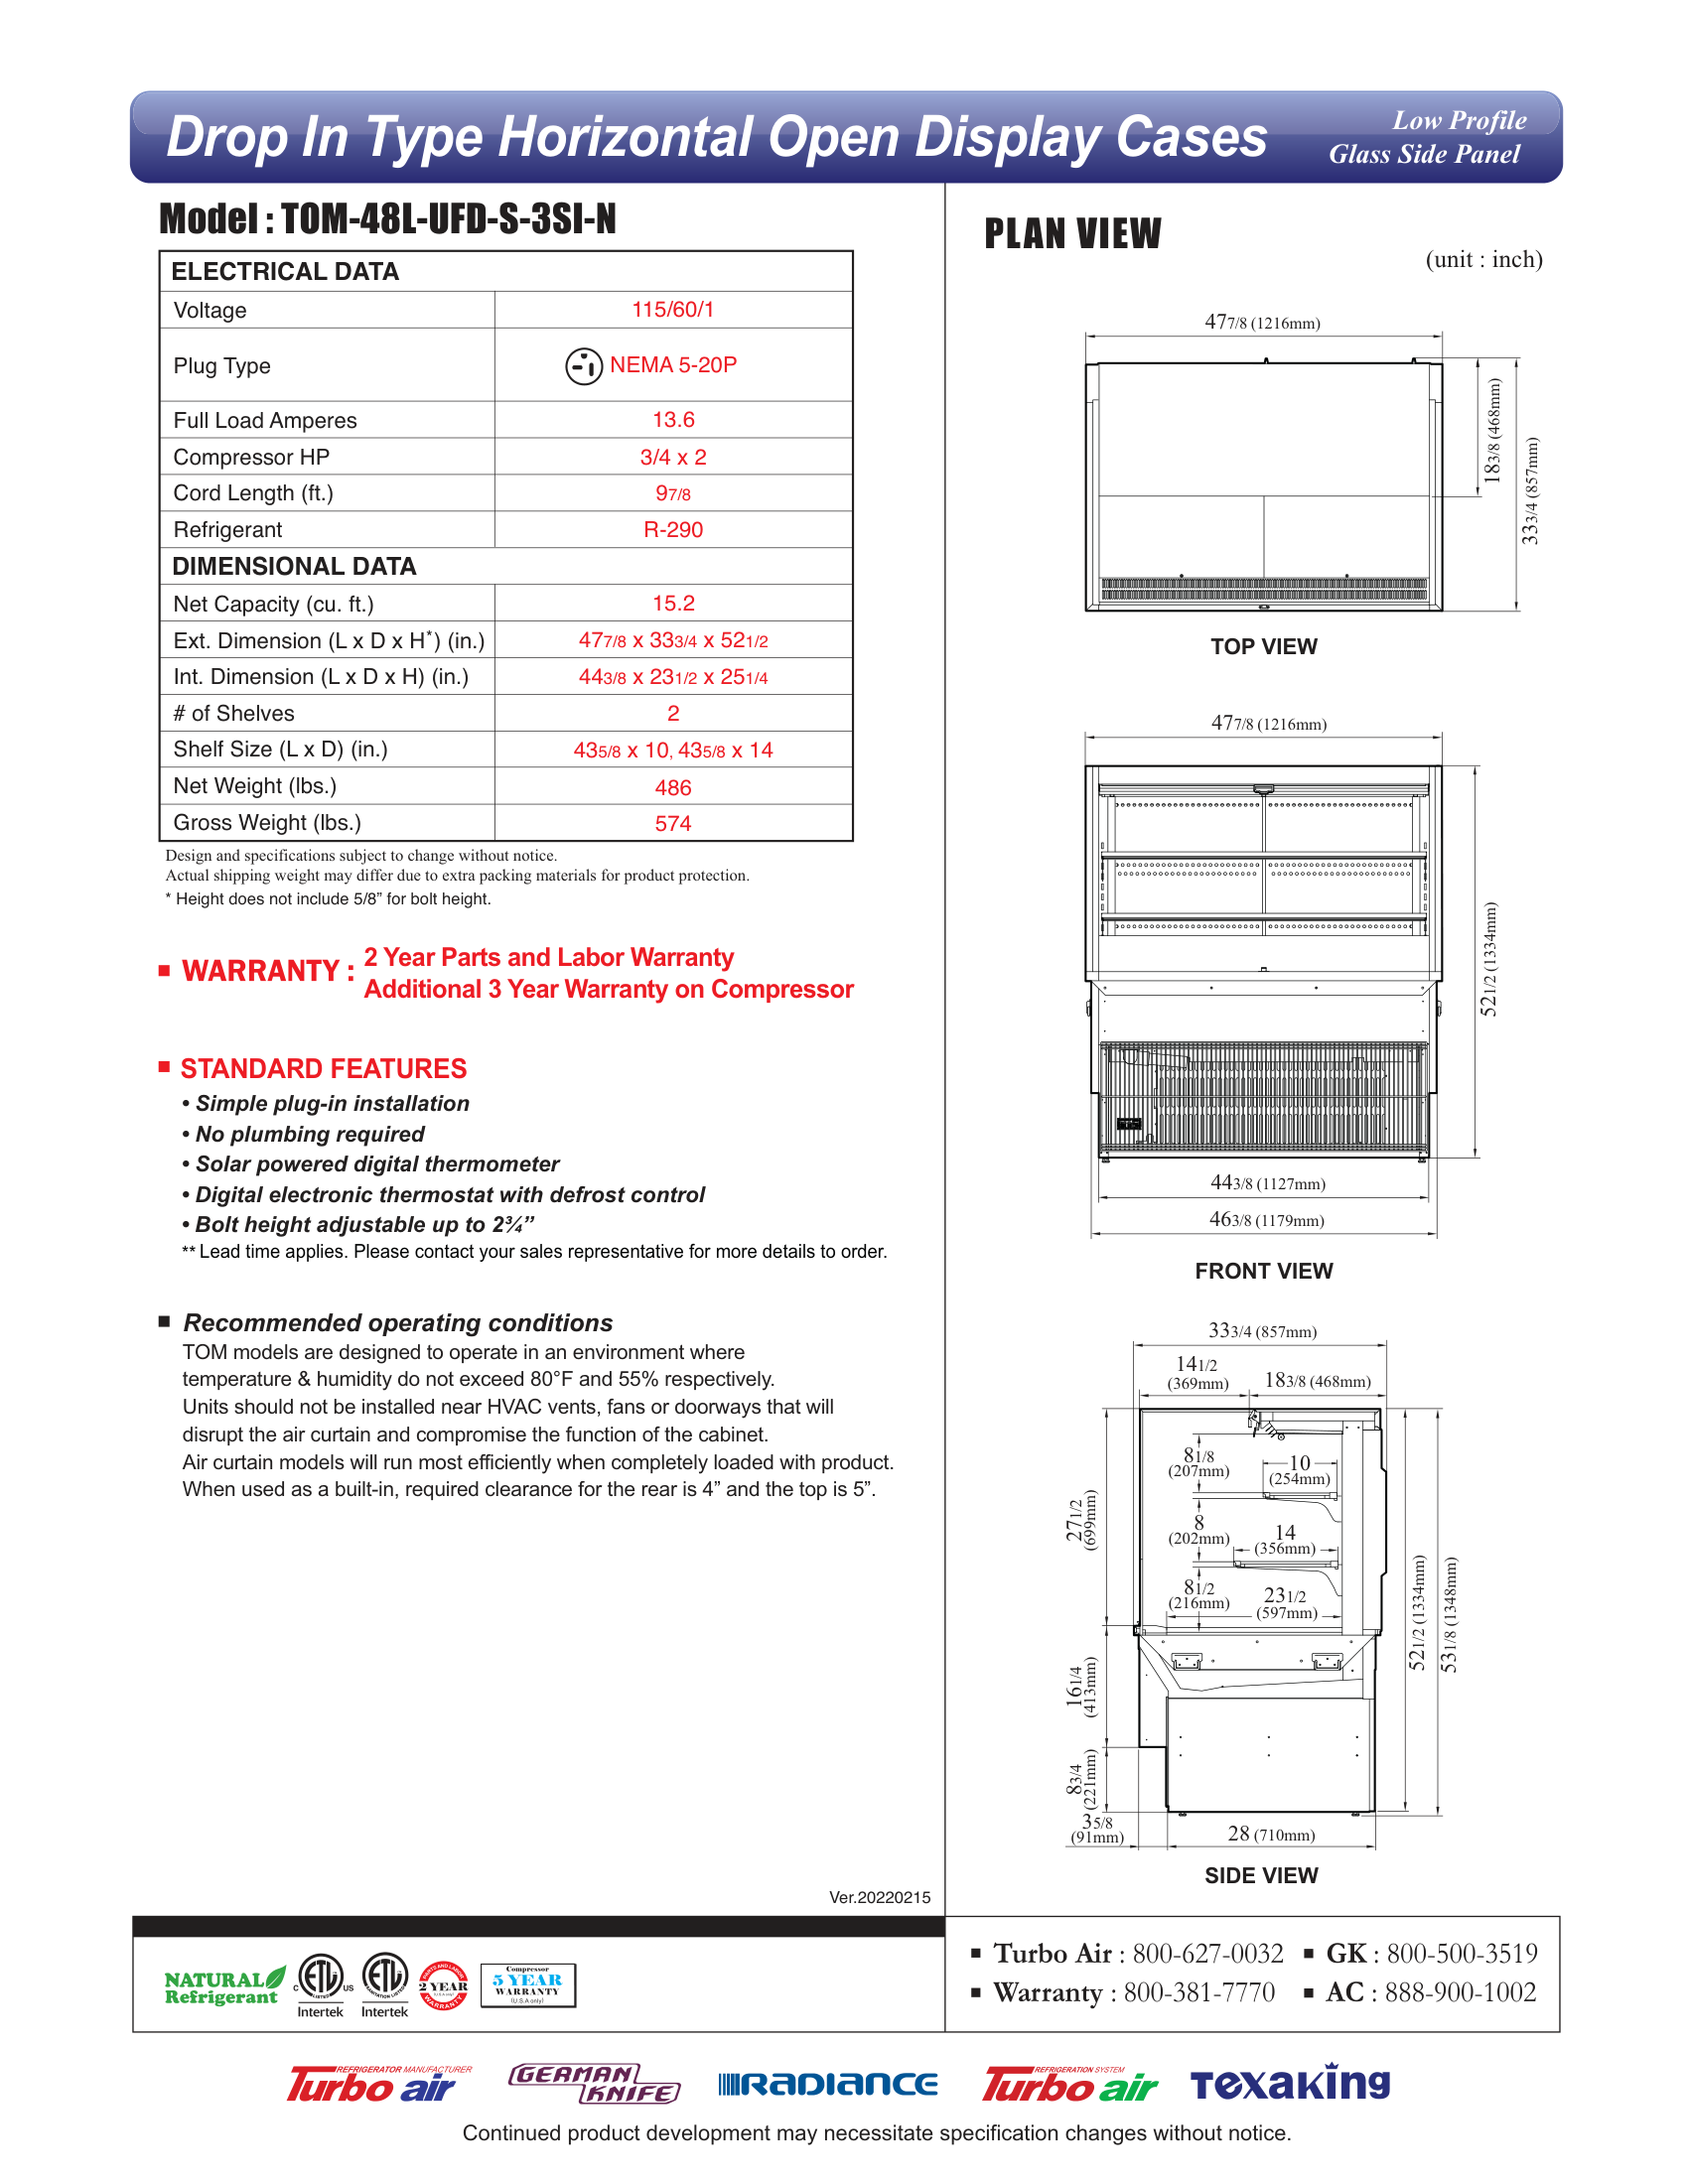 Drop In Type Horizontal Open Display Cases
Low Profile
Glass Side Panel
Model : TOM-48L-UFD-S-3SI-N
ELECTRICAL DATA
Voltage 115/60/1
Plug Type NEMA 5-20P
Full Load Amperes 13.6
Compressor HP 3/4 x 2
Cord Length (ft.) 97/8
Refrigerant R-290
DIMENSIONAL DATA
Net Capacity (cu. ft.) 15.2
Ext. Dimension (L x D x H*) (in.) 477/8 x 333/4 x 521/2
Int. Dimension (L x D x H) (in.) 443/8 x 231/2 x 251/4
# of Shelves 2
Shelf Size (L x D) (in.) 435/8 x 10, 435/8 x 14
Net Weight (lbs.) 486
Gross Weight (lbs.) 574
Design and specifications subject to change without notice.
Actual shipping weight may differ due to extra packing materials for product protection.
* Height does not include 5/8” for bolt height.
■ WARRANTY : 2 Year Parts and Labor Warranty
Additional 3 Year Warranty on Compressor
■ STANDARD FEATURES
• Simple plug-in installation
• No plumbing required
• Solar powered digital thermometer
• Digital electronic thermostat with defrost control
• Bolt height adjustable up to 2¾”
** Lead time applies. Please contact your sales representative for more details to order.
■ Recommended operating conditions
TOM models are designed to operate in an environment where
temperature & humidity do not exceed 80°F and 55% respectively.
Units should not be installed near HVAC vents, fans or doorways that will
disrupt the air curtain and compromise the function of the cabinet.
Air curtain models will run most efficiently when completely loaded with product.
When used as a built-in, required clearance for the rear is 4” and the top is 5”.
Ver.20220215
PLAN VIEW
(unit : inch)
477/8 (1216mm)
183/8 (468mm)
333/4 (857mm)
TOP VIEW
477/8 (1216mm)
521/2 (1334mm)
443/8 (1127mm)
463/8 (1179mm)
FRONT VIEW
333/4 (857mm)
141/2
(369mm)
183/8 (468mm)
81/8
(207mm)
10
(254mm)
271/2
(699mm)
8
(202mm)
14
(356mm)
81/2
(216mm)
231/2
(597mm)
521/2 (1334mm)
531/8 (1348mm)
161/4
(413mm)
83/4
(221mm)
35/8
(91mm)
28 (710mm)
SIDE VIEW
NATURAL
Refrigerant
C ETL US
LISTED
Intertek
ETL
SANITATION LISTED
Intertek
PARTS AND LABOR
2 YEAR
(U.S.A only)
WARRANTY
Compressor
5 YEAR
WARRANTY
(U.S.A only)
■ Turbo Air : 800-627-0032 ■ GK : 800-500-3519
■ Warranty : 800-381-7770 ■ AC : 888-900-1002
REFRIGERATOR MANUFACTURER
Turbo air
GERMAN
KNIFE
RADIANCE
REFRIGERATION SYSTEM
Turbo air
TEXAKING
Continued product development may necessitate specification changes without notice.